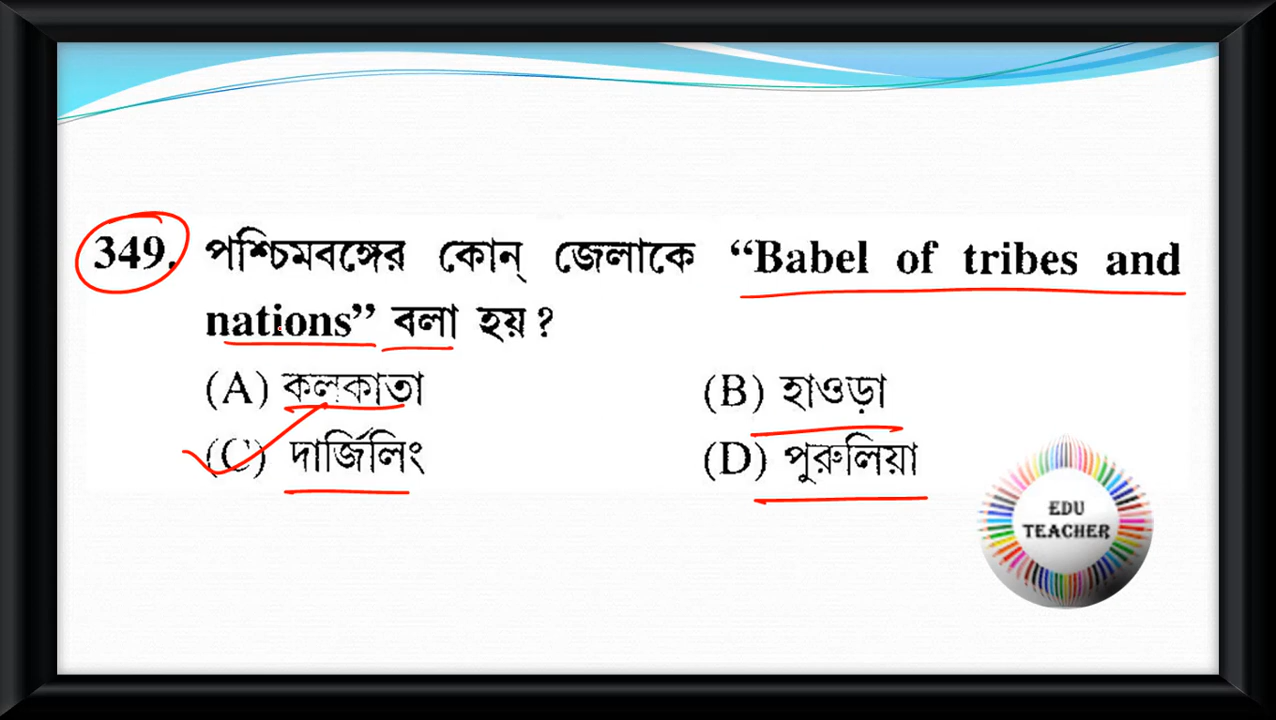 349. পশ্চিমবঙ্গের কোন্ জেলাকে “Babel of tribes and
nations” বলা হয় ?
(A) কলকাতা (B) হাওড়া
(C) দার্জিলিং (D) পুরুলিয়া
EDU
TEACHER